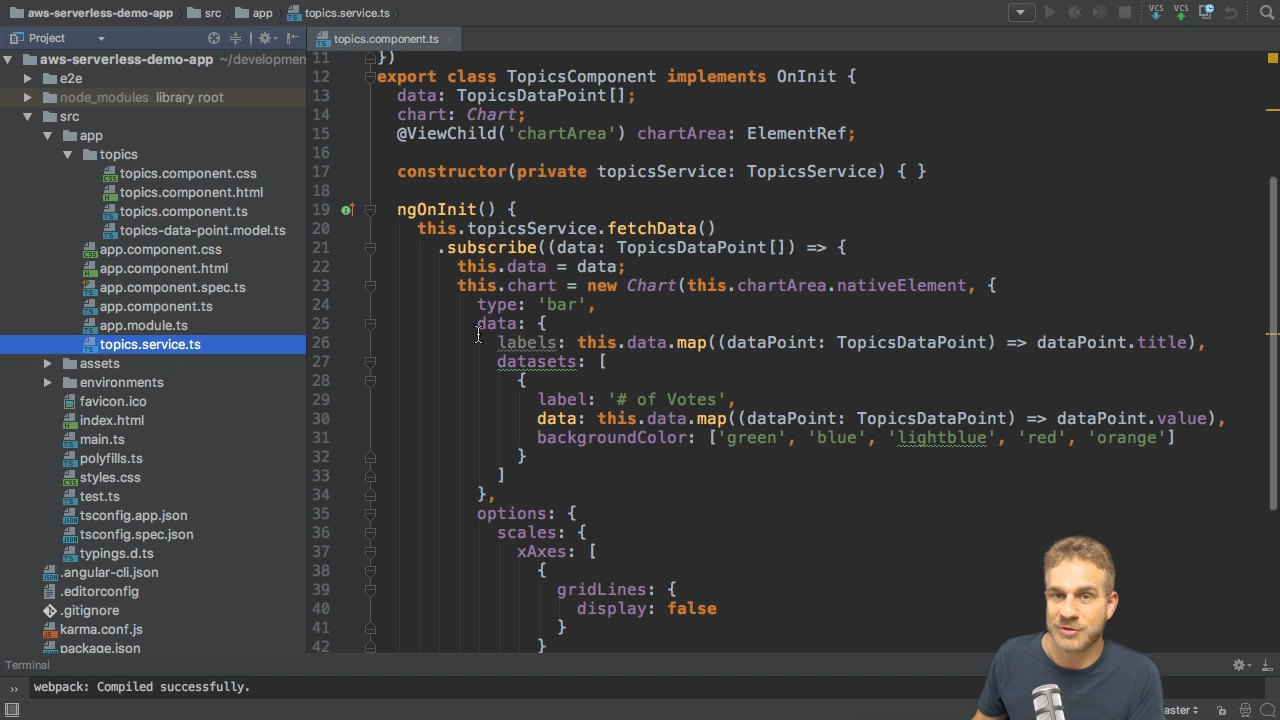 aws-serverless-demo-app src app topics.service.ts
VCS VCS
Project
topics.component.ts
aws-serverless-demo-app ~/developmen
e2e
node_modules library root
src
app
topics
topics.component.css
topics.component.html
topics.component.ts
topics-data-point.model.ts
app.component.css
app.component.html
app.component.spec.ts
app.component.ts
app.module.ts
topics.service.ts
assets
environments
favicon.ico
index.html
main.ts
polyfills.ts
styles.css
test.ts
tsconfig.app.json
tsconfig.spec.json
typings.d.ts
.angular-cli.json
.editorconfig
.gitignore
karma.conf.js
package.json
11 })
12 export class TopicsComponent implements OnInit {
13 data: TopicsDataPoint[];
14 chart: Chart;
15 @ViewChild('chartArea') chartArea: ElementRef;
16
17 constructor(private topicsService: TopicsService) { }
18
19 ngOnInit() {
20 this.topicsService.fetchData()
21 .subscribe((data: TopicsDataPoint[]) => {
22 this.data = data;
23 this.chart = new Chart(this.chartArea.nativeElement, {
24 type: 'bar',
25 data: {
26 labels: this.data.map((dataPoint: TopicsDataPoint) => dataPoint.title),
27 datasets: [
28 {
29 label: '# of Votes',
30 data: this.data.map((dataPoint: TopicsDataPoint) => dataPoint.value),
31 backgroundColor: ['green', 'blue', 'lightblue', 'red', 'orange']
32 }
33 ]
34 },
35 options: {
36 scales: {
37 xAxes: [
38 {
39 gridLines: {
40 display: false
41 }
42 }
Terminal
webpack: Compiled successfully.
aster